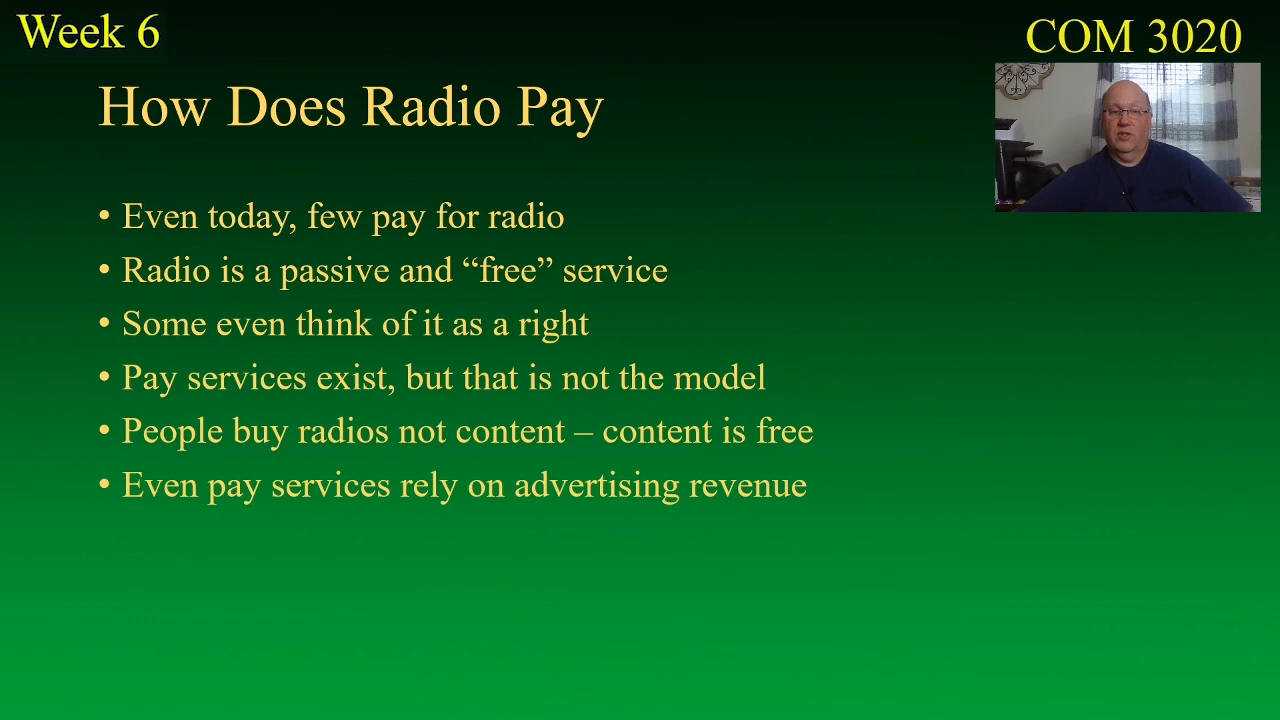 Week 6
COM 3020
How Does Radio Pay
• Even today, few pay for radio
• Radio is a passive and “free” service
• Some even think of it as a right
• Pay services exist, but that is not the model
• People buy radios not content – content is free
• Even pay services rely on advertising revenue